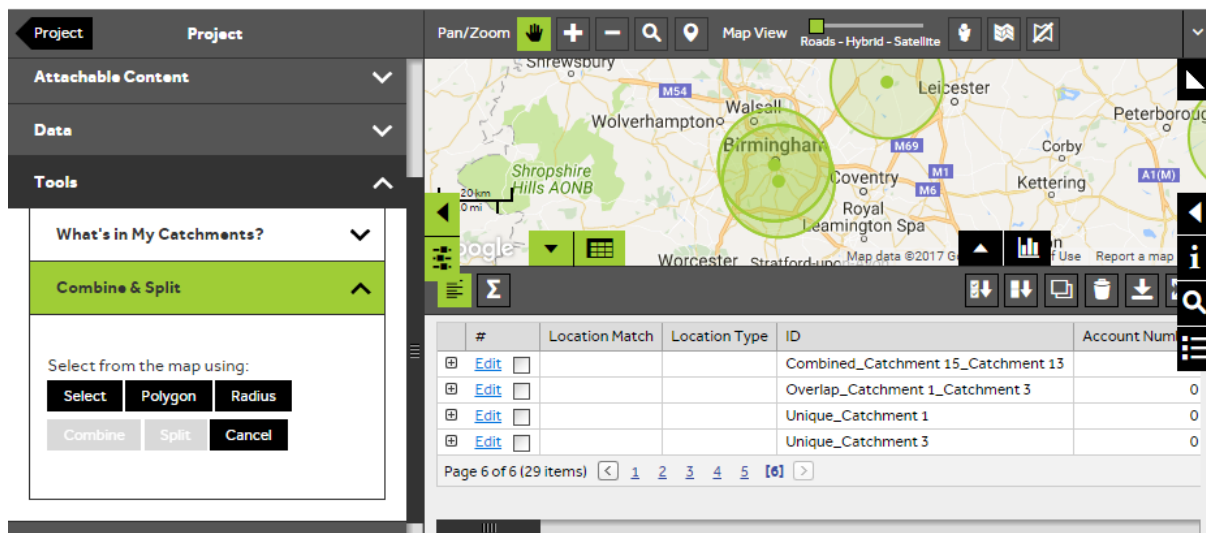 Project
Project
Pan/Zoom
Map View
Roads - Hybrid - Satellite
Attachable Content
Data
Tools
What's in My Catchments?
Combine & Split
Select from the map using:
Select Polygon Radius
Combine Split Cancel
Shrewsbury
M54
Walsall
Wolverhampton
Leicester
Peterboroug
Birmingham
M69
Corby
Shropshire
Hills AONB
Coventry
M1
M6
Kettering
A1(M)
20 km
0 mi
Royal
Leamington Spa
Worcester
Map data ©2017 G
f Use
Report a map
# Location Match Location Type ID Account Num
Edit Combined_Catchment 15_Catchment 13
Edit Overlap_Catchment 1_Catchment 3 0
Edit Unique_Catchment 1 0
Edit Unique_Catchment 3 0
Page 6 of 6 (29 items) < 1 2 3 4 5 [6] >